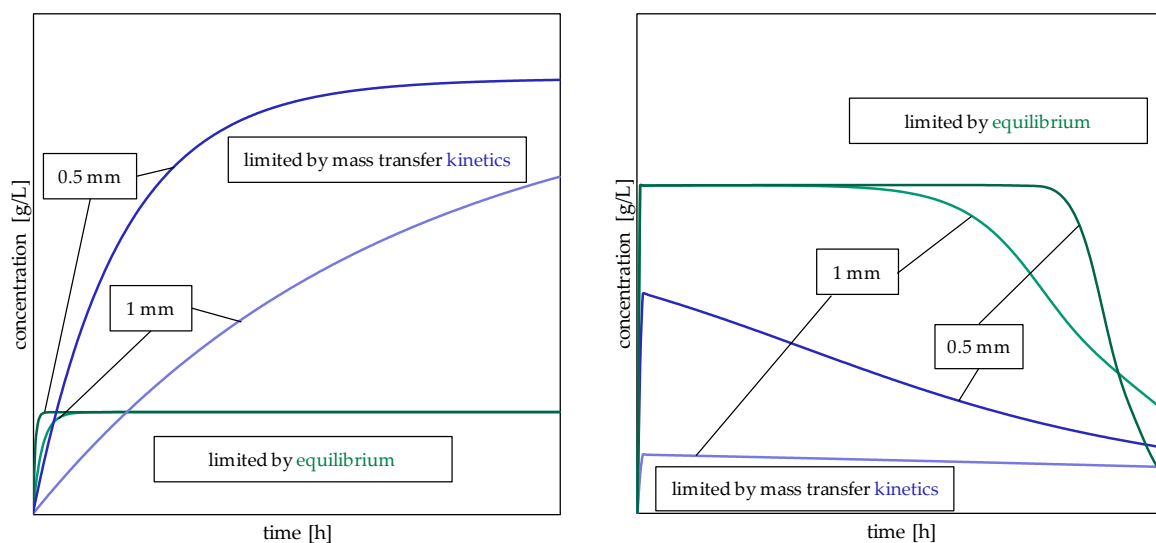 0.5 mm
limited by mass transfer kinetics
1 mm
limited by equilibrium
concentration [g/L]
time [h]
limited by equilibrium
1 mm
0.5 mm
limited by mass transfer kinetics
concentration [g/L]
time [h]